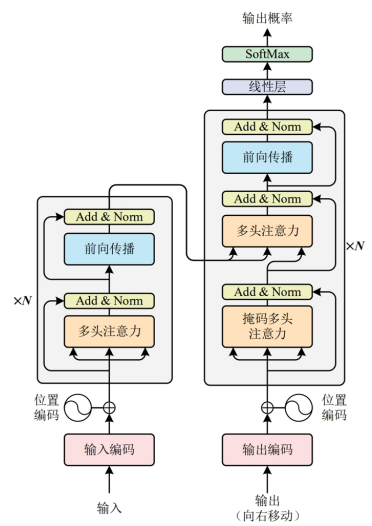 输出概率
SoftMax
线性层
Add & Norm
前向传播
Add & Norm
多头注意力
×N
Add & Norm
掩码多头
注意力
位置
编码
输出编码
输出
(向右移动)
Add & Norm
前向传播
×N
Add & Norm
多头注意力
位置
编码
输入编码
输入